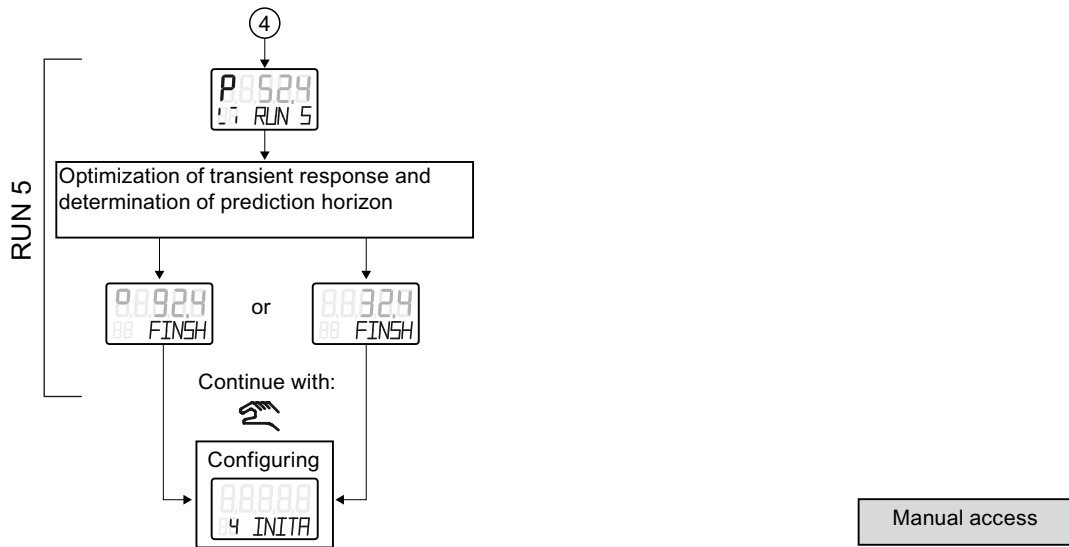 4
P 52.4
RUN 5
RUN 5
Optimization of transient response and
determination of prediction horizon
o 92.4
FINSH
or
32.4
FINSH
Continue with:
Configuring
4 INITA
Manual access